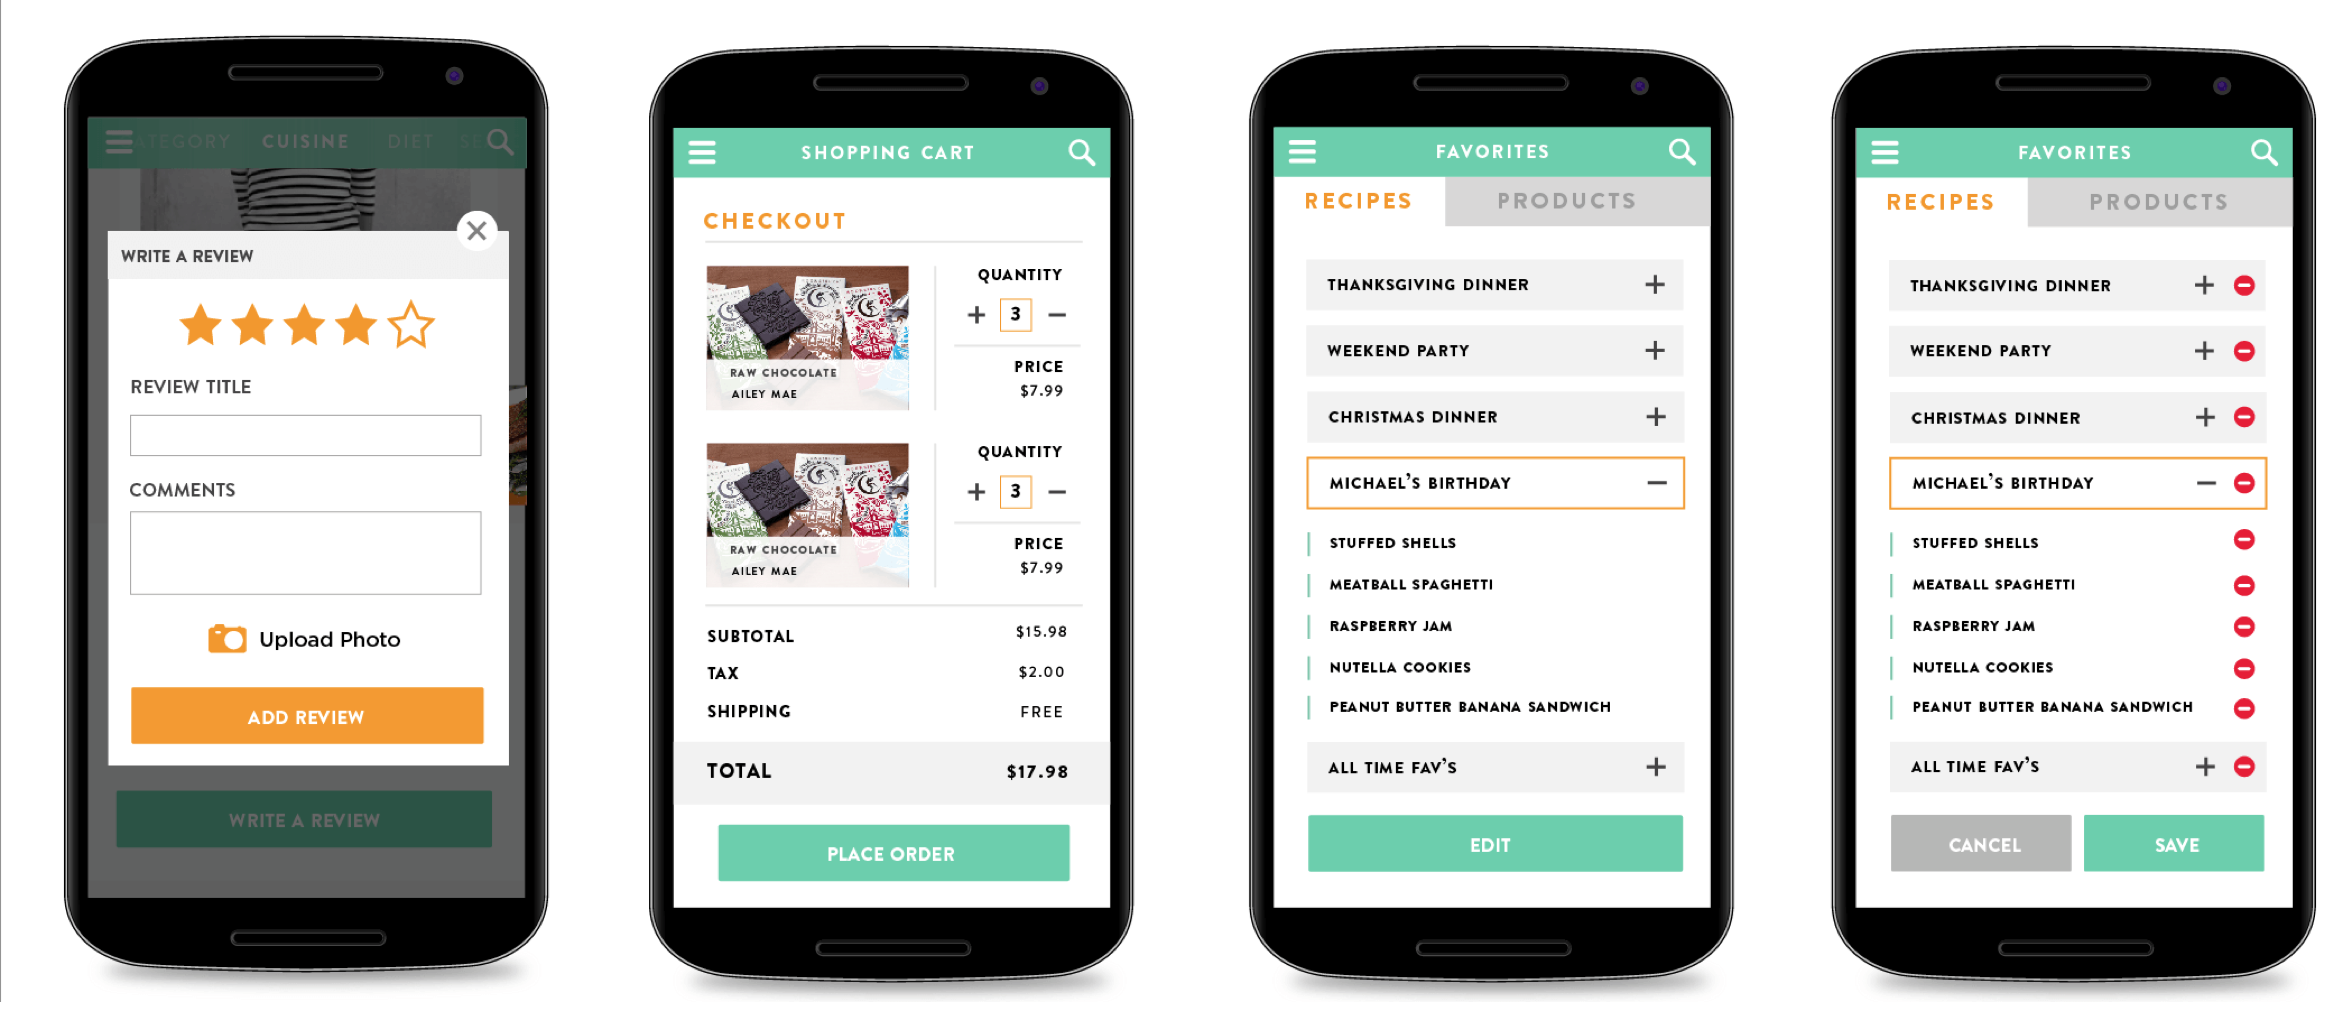 ATEGORY CUISINE DIET SE
WRITE A REVIEW
REVIEW TITLE
COMMENTS
Upload Photo
ADD REVIEW
WRITE A REVIEW
SHOPPING CART
CHECKOUT
QUANTITY
+ 3 −
PRICE
$7.99
RAW CHOCOLATE
AILEY MAE
QUANTITY
+ 3 −
PRICE
$7.99
RAW CHOCOLATE
AILEY MAE
SUBTOTAL $15.98
TAX $2.00
SHIPPING FREE
TOTAL $17.98
PLACE ORDER
FAVORITES
RECIPES PRODUCTS
THANKSGIVING DINNER +
WEEKEND PARTY +
CHRISTMAS DINNER +
MICHAEL'S BIRTHDAY −
STUFFED SHELLS
MEATBALL SPAGHETTI
RASPBERRY JAM
NUTELLA COOKIES
PEANUT BUTTER BANANA SANDWICH
ALL TIME FAV'S +
EDIT
FAVORITES
RECIPES PRODUCTS
THANKSGIVING DINNER +
WEEKEND PARTY +
CHRISTMAS DINNER +
MICHAEL'S BIRTHDAY −
STUFFED SHELLS
MEATBALL SPAGHETTI
RASPBERRY JAM
NUTELLA COOKIES
PEANUT BUTTER BANANA SANDWICH
ALL TIME FAV'S +
CANCEL SAVE